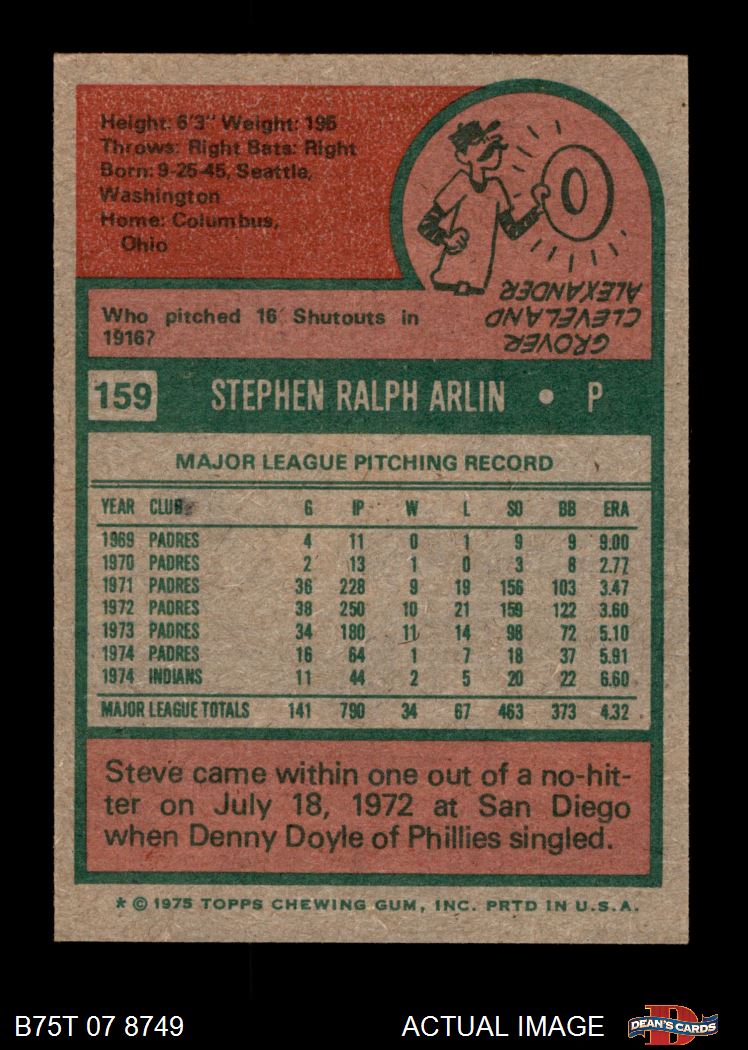 Height: 6'3" Weight: 195
Throws: Right Bats: Right
Born: 9-25-45, Seattle,
Washington
Home: Columbus,
Ohio
0
GROVER
CLEVELAND
ALEXANDER
Who pitched 16 Shutouts in
1916?
159 STEPHEN RALPH ARLIN • P
MAJOR LEAGUE PITCHING RECORD
YEAR CLUB G IP W L SO BB ERA
1969 PADRES 4 11 0 1 9 9 9.00
1970 PADRES 2 13 1 0 3 8 2.77
1971 PADRES 36 228 9 19 156 103 3.47
1972 PADRES 38 250 10 21 159 122 3.60
1973 PADRES 34 180 11 14 98 72 5.10
1974 PADRES 16 64 1 7 18 37 5.91
1974 INDIANS 11 44 2 5 20 22 6.60
MAJOR LEAGUE TOTALS 141 790 34 67 463 373 4.32
Steve came within one out of a no-hit-
ter on July 18, 1972 at San Diego
when Denny Doyle of Phillies singled.
* © 1975 TOPPS CHEWING GUM, INC. PRTD IN U.S.A.
B75T 07 8749 ACTUAL IMAGE DEAN'S CARDS